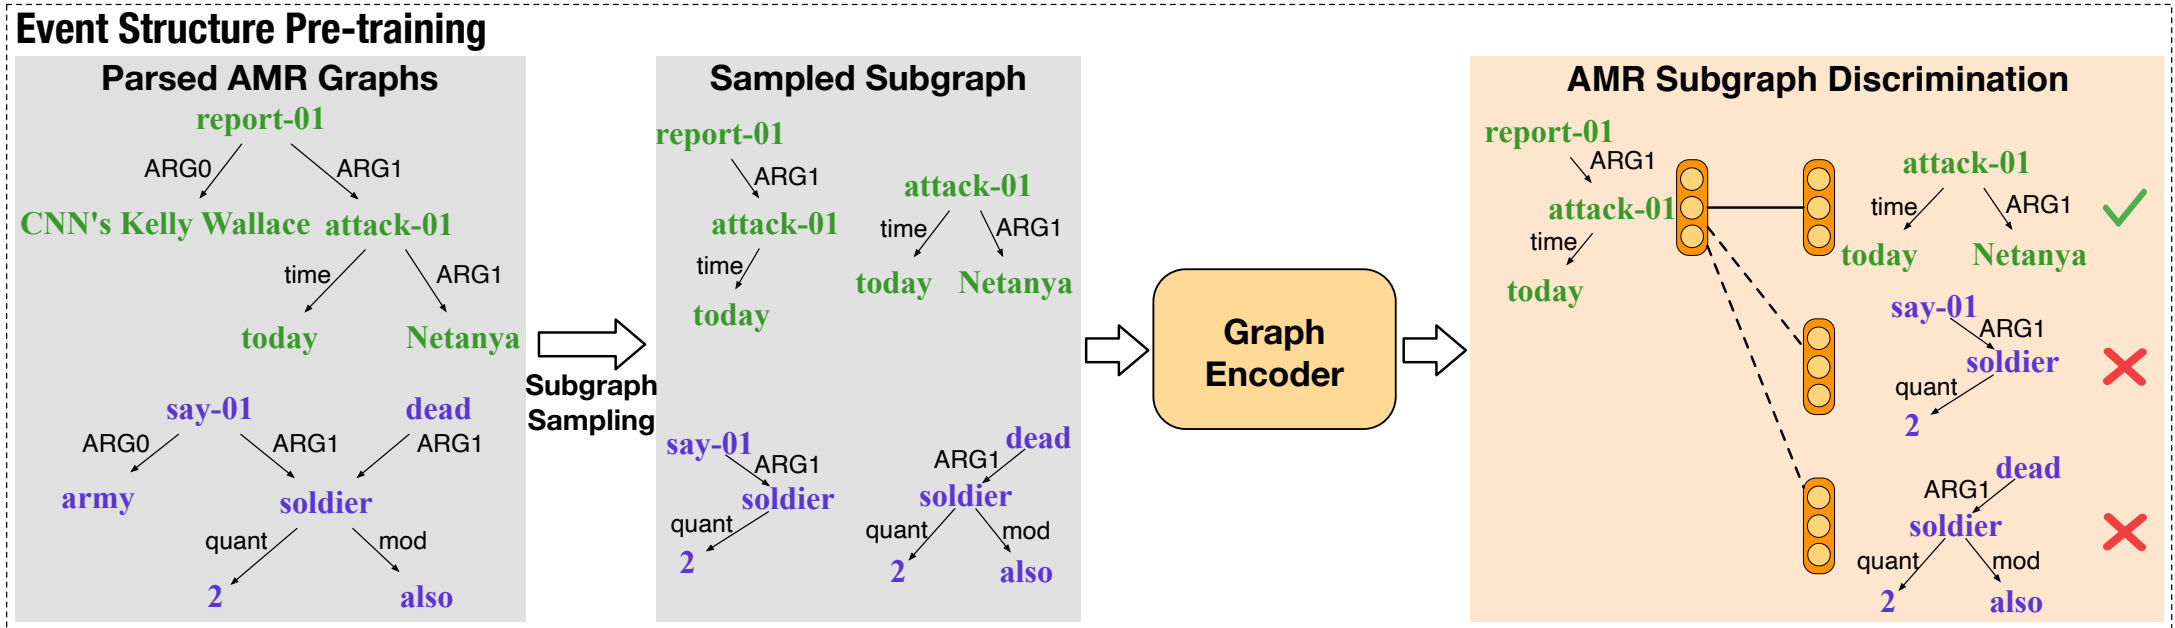 Event Structure Pre-training
Parsed AMR Graphs
report-01
ARG0
ARG1
CNN's Kelly Wallace
attack-01
time
ARG1
today
Netanya
say-01
dead
ARG0
ARG1
ARG1
army
soldier
quant
mod
2
also
Subgraph
Sampling
Sampled Subgraph
report-01
ARG1
attack-01
time
today
attack-01
time
ARG1
today
Netanya
say-01
ARG1
soldier
quant
2
dead
ARG1
soldier
quant
mod
2
also
Graph
Encoder
AMR Subgraph Discrimination
report-01
ARG1
attack-01
time
today
attack-01
time
ARG1
today
Netanya
say-01
ARG1
soldier
quant
2
dead
ARG1
soldier
quant
mod
2
also